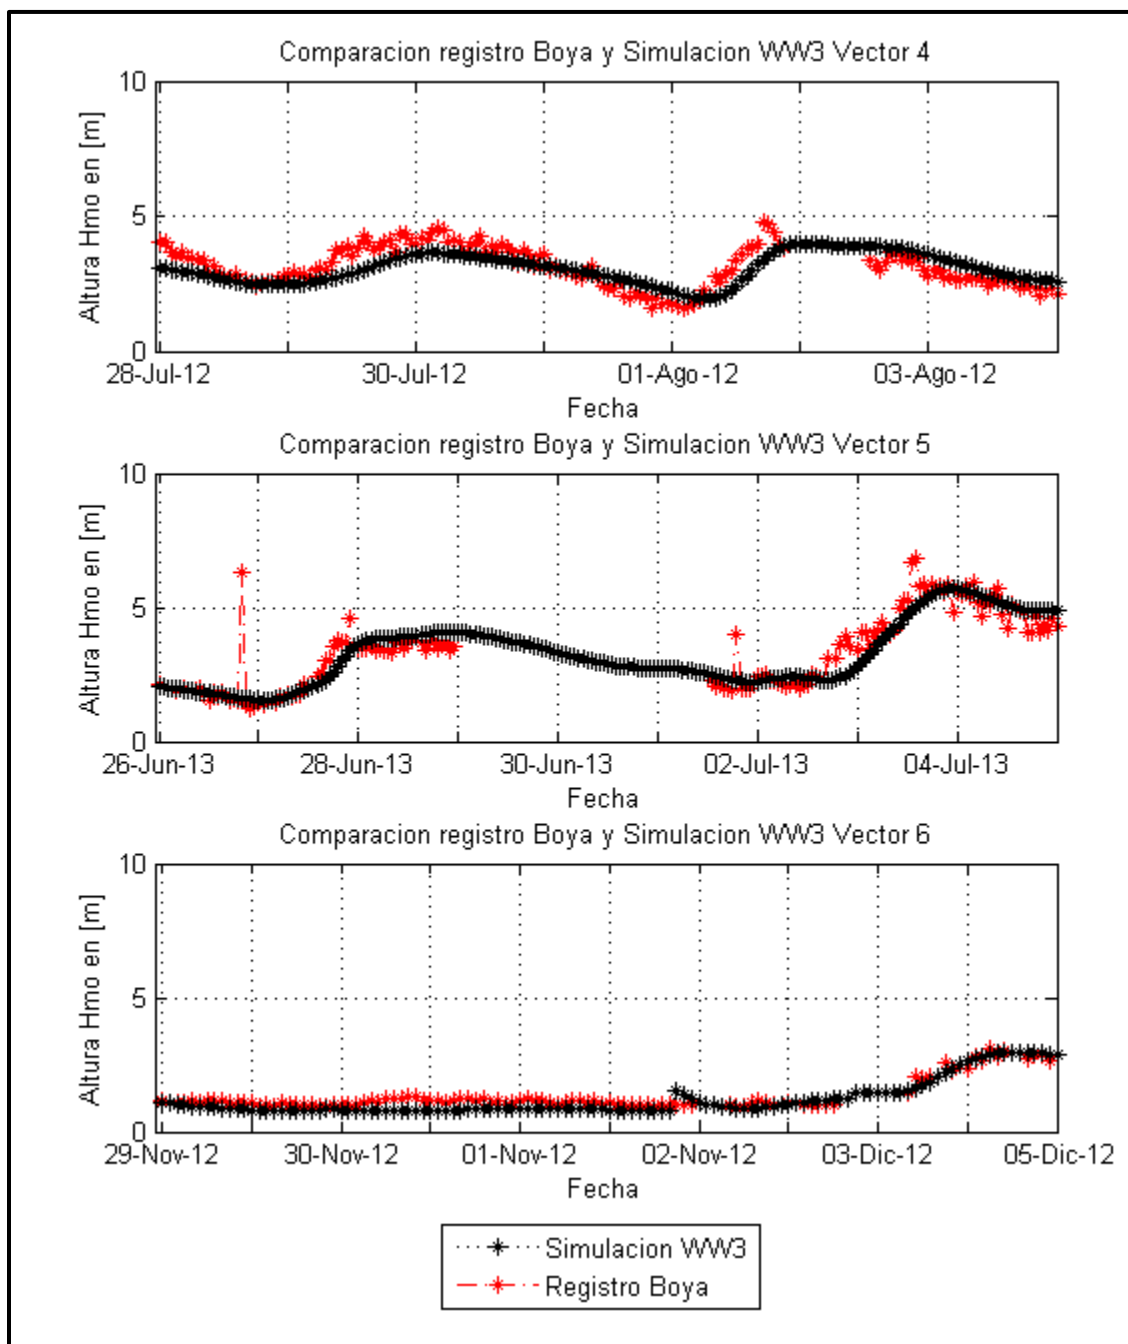 Comparacion registro Boya y Simulacion WW3 Vector 4
10
5
0
Altura Hmo en [m]
28-Jul-12 30-Jul-12 01-Ago-12 03-Ago-12
Fecha
Comparacion registro Boya y Simulacion WW3 Vector 5
10
5
0
Altura Hmo en [m]
26-Jun-13 28-Jun-13 30-Jun-13 02-Jul-13 04-Jul-13
Fecha
Comparacion registro Boya y Simulacion WW3 Vector 6
10
5
0
Altura Hmo en [m]
29-Nov-12 30-Nov-12 01-Nov-12 02-Nov-12 03-Dic-12 05-Dic-12
Fecha
Simulacion WW3
Registro Boya